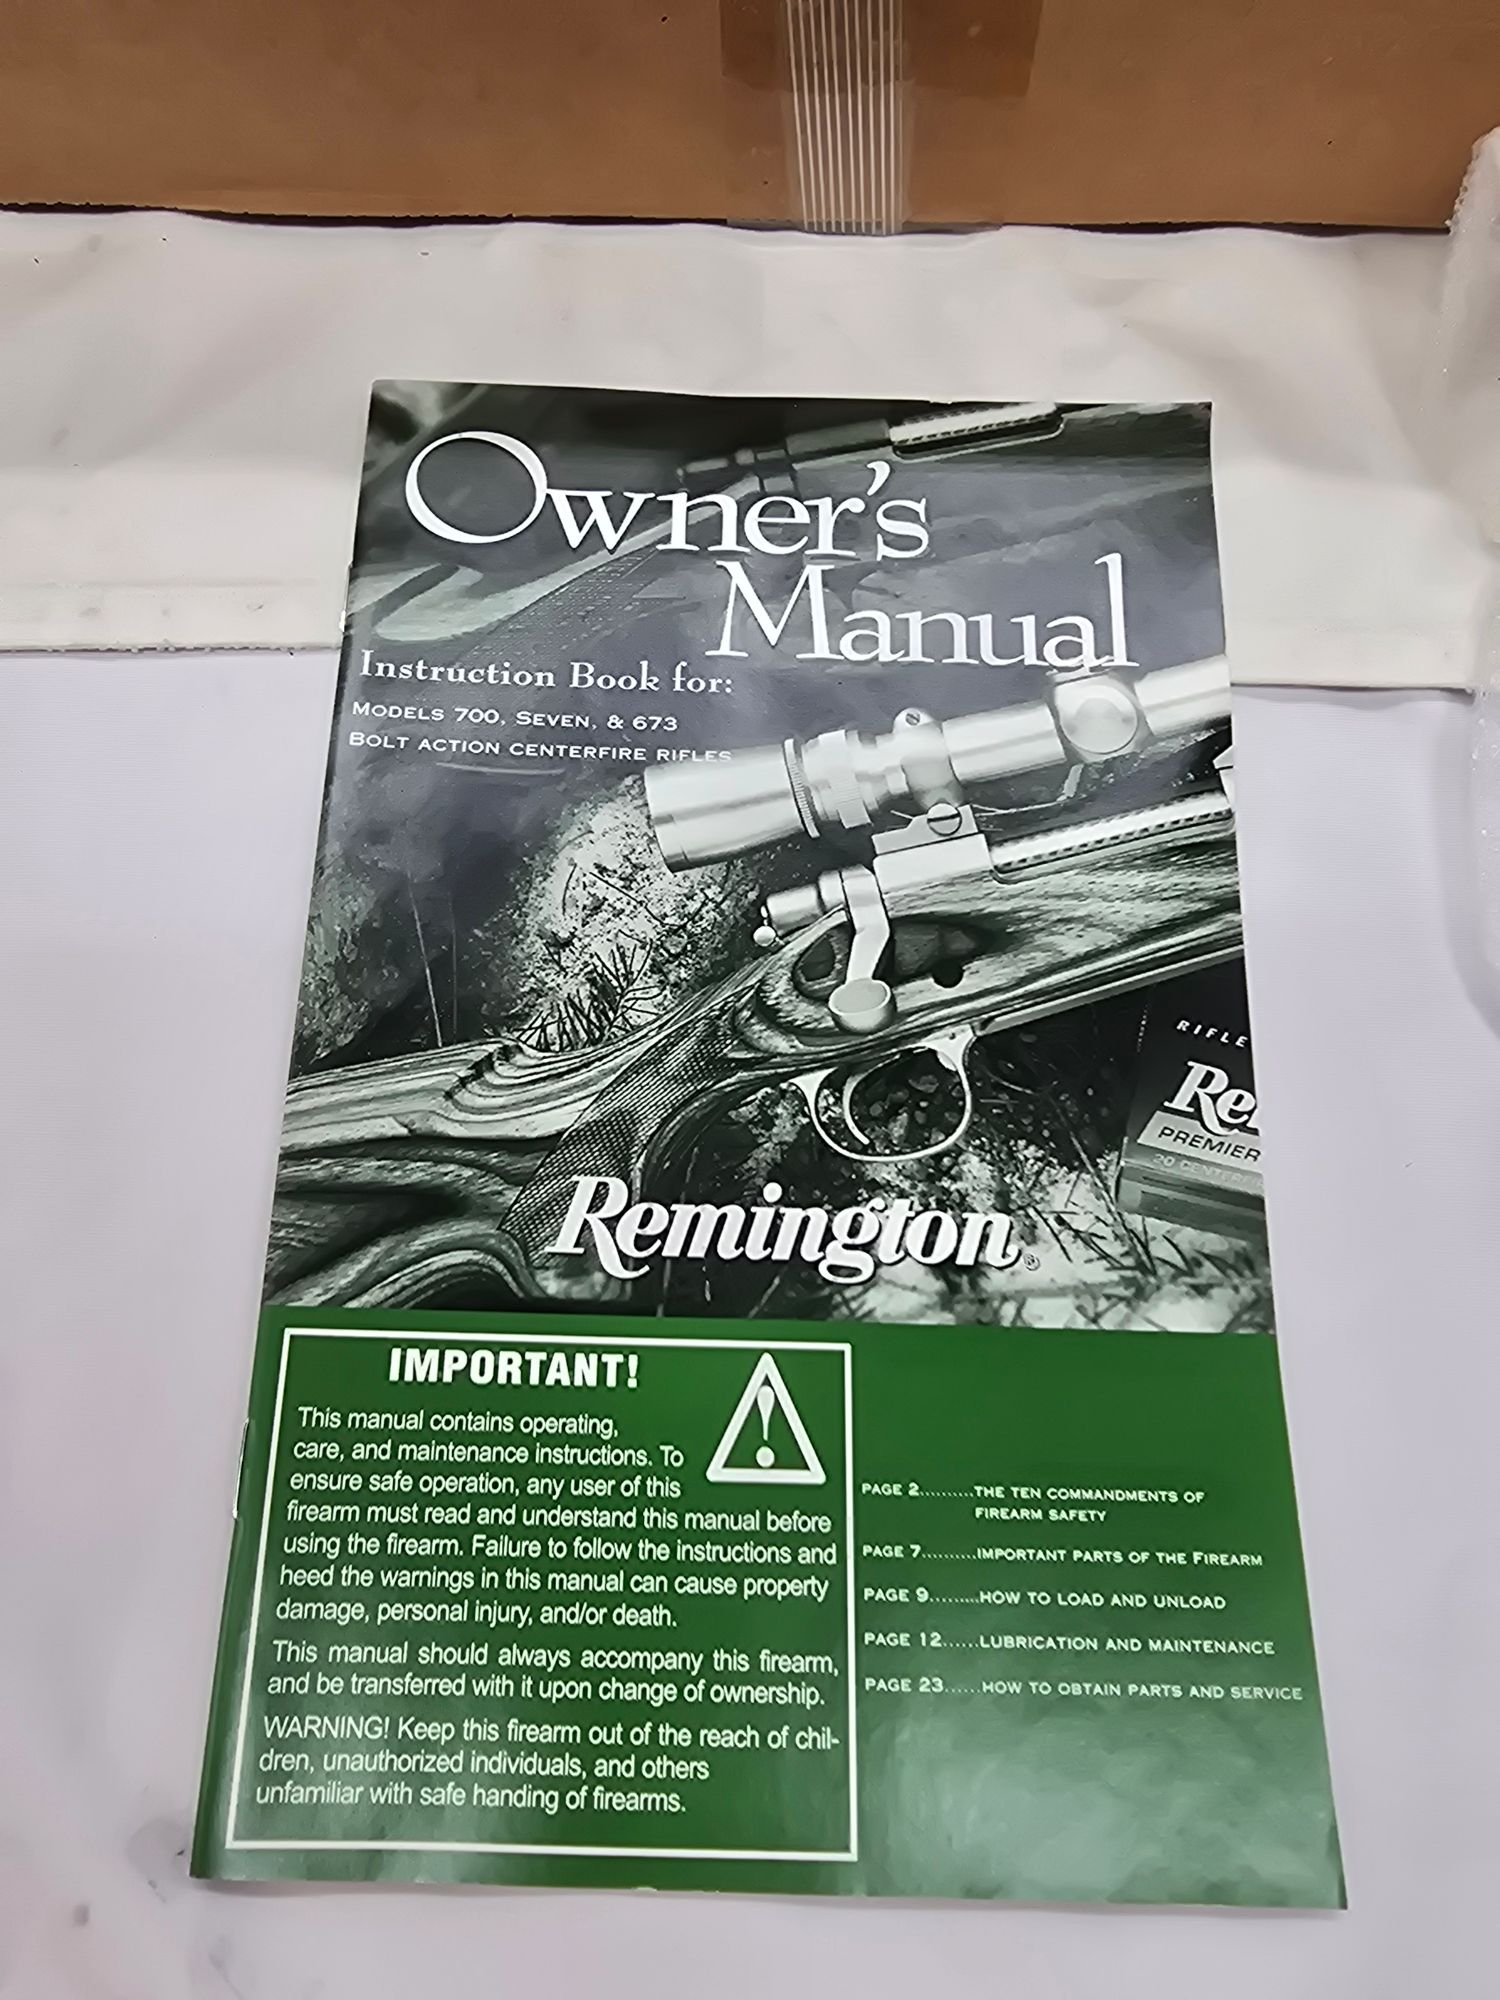 Owner's
Manual
Instruction Book for:
MODELS 700, SEVEN, & 673
BOLT ACTION CENTERFIRE RIFLES
RIFLE
PREMIER
Remington®
IMPORTANT!
This manual contains operating,
care, and maintenance instructions. To
ensure safe operation, any user of this
firearm must read and understand this manual before
using the firearm. Failure to follow the instructions and
heed the warnings in this manual can cause property
damage, personal injury, and/or death.
This manual should always accompany this firearm,
and be transferred with it upon change of ownership.
WARNING! Keep this firearm out of the reach of chil-
dren, unauthorized individuals, and others
unfamiliar with safe handing of firearms.
PAGE 2..........THE TEN COMMANDMENTS OF
FIREARM SAFETY
PAGE 7..........IMPORTANT PARTS OF THE FIREARM
PAGE 9.........HOW TO LOAD AND UNLOAD
PAGE 12......LUBRICATION AND MAINTENANCE
PAGE 23......HOW TO OBTAIN PARTS AND SERVICE